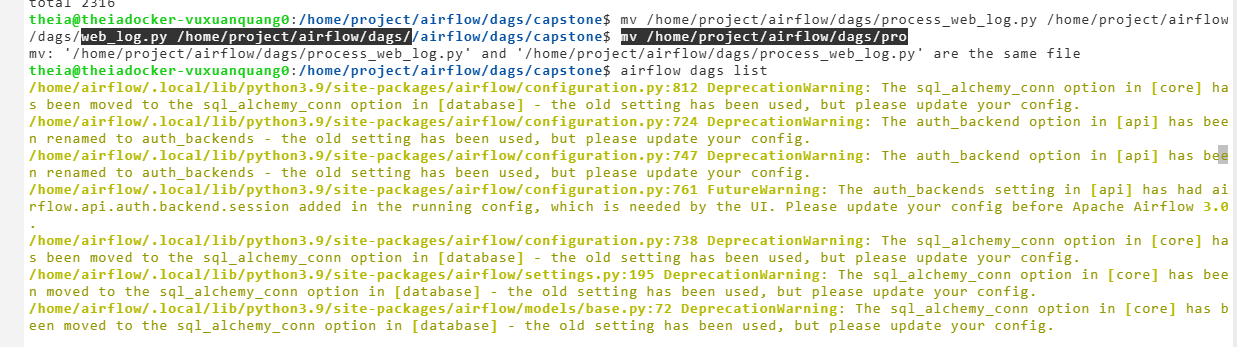 total 2316
theia@theiadocker-vuxuanquang0:/home/project/airflow/dags/capstone$ mv /home/project/airflow/dags/process_web_log.py /home/project/airflow
/dags/web_log.py /home/project/airflow/dags//airflow/dags/capstone$ mv /home/project/airflow/dags/pro
mv: '/home/project/airflow/dags/process_web_log.py' and '/home/project/airflow/dags/process_web_log.py' are the same file
theia@theiadocker-vuxuanquang0:/home/project/airflow/dags/capstone$ airflow dags list
/home/airflow/.local/lib/python3.9/site-packages/airflow/configuration.py:812 DeprecationWarning: The sql_alchemy_conn option in [core] ha
s been moved to the sql_alchemy_conn option in [database] - the old setting has been used, but please update your config.
/home/airflow/.local/lib/python3.9/site-packages/airflow/configuration.py:724 DeprecationWarning: The auth_backend option in [api] has bee
n renamed to auth_backends - the old setting has been used, but please update your config.
/home/airflow/.local/lib/python3.9/site-packages/airflow/configuration.py:747 DeprecationWarning: The auth_backend option in [api] has bee
n renamed to auth_backends - the old setting has been used, but please update your config.
/home/airflow/.local/lib/python3.9/site-packages/airflow/configuration.py:761 FutureWarning: The auth_backends setting in [api] has had ai
rflow.api.auth.backend.session added in the running config, which is needed by the UI. Please update your config before Apache Airflow 3.0
.
/home/airflow/.local/lib/python3.9/site-packages/airflow/configuration.py:738 DeprecationWarning: The sql_alchemy_conn option in [core] ha
s been moved to the sql_alchemy_conn option in [database] - the old setting has been used, but please update your config.
/home/airflow/.local/lib/python3.9/site-packages/airflow/settings.py:195 DeprecationWarning: The sql_alchemy_conn option in [core] has bee
n moved to the sql_alchemy_conn option in [database] - the old setting has been used, but please update your config.
/home/airflow/.local/lib/python3.9/site-packages/airflow/models/base.py:72 DeprecationWarning: The sql_alchemy_conn option in [core] has b
een moved to the sql_alchemy_conn option in [database] - the old setting has been used, but please update your config.